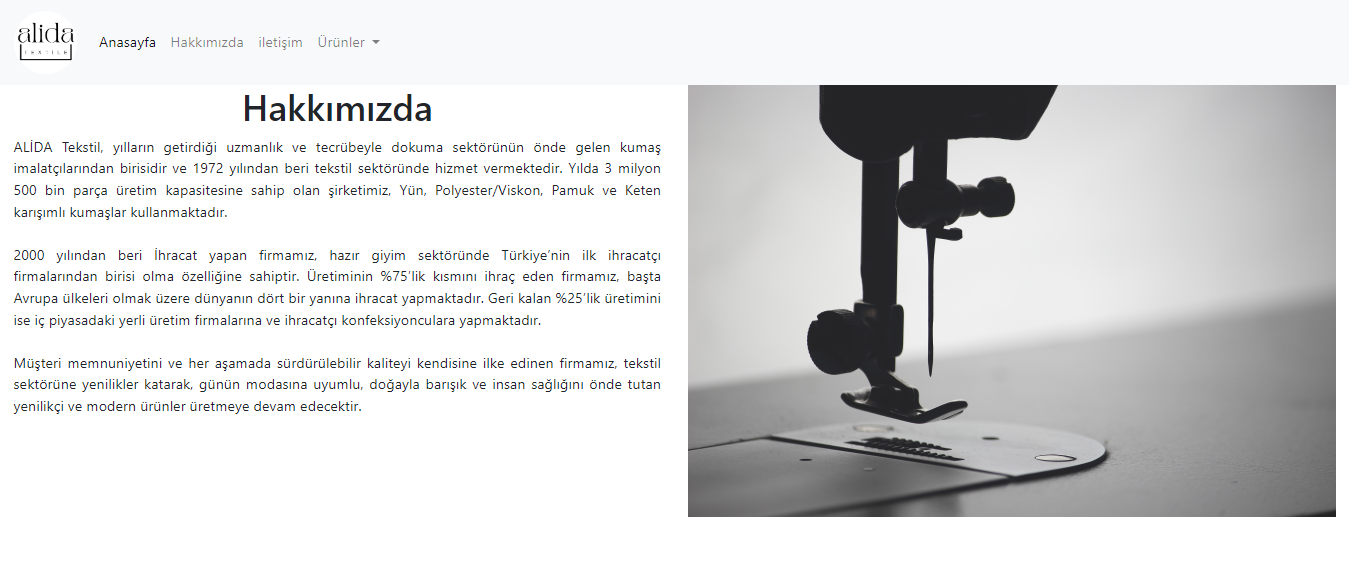 alida
TEXTILE
Anasayfa Hakkımızda iletişim Ürünler
Hakkımızda
ALİDA Tekstil, yılların getirdiği uzmanlık ve tecrübeyle dokuma sektörünün önde gelen kumaş
imalatçılarından birisidir ve 1972 yılından beri tekstil sektöründe hizmet vermektedir. Yılda 3 milyon
500 bin parça üretim kapasitesine sahip olan şirketimiz, Yün, Polyester/Viskon, Pamuk ve Keten
karışımlı kumaşlar kullanmaktadır.
2000 yılından beri İhracat yapan firmamız, hazır giyim sektöründe Türkiye'nin ilk ihracatçı
firmalarından birisi olma özelliğine sahiptir. Üretiminin %75'lik kısmını ihraç eden firmamız, başta
Avrupa ülkeleri olmak üzere dünyanın dört bir yanına ihracat yapmaktadır. Geri kalan %25'lik üretimini
ise iç piyasadaki yerli üretim firmalarına ve ihracatçı konfeksiyonculara yapmaktadır.
Müşteri memnuniyetini ve her aşamada sürdürülebilir kaliteyi kendisine ilke edinen firmamız, tekstil
sektörüne yenilikler katarak, günün modasına uyumlu, doğayla barışık ve insan sağlığını önde tutan
yenilikçi ve modern ürünler üretmeye devam edecektir.